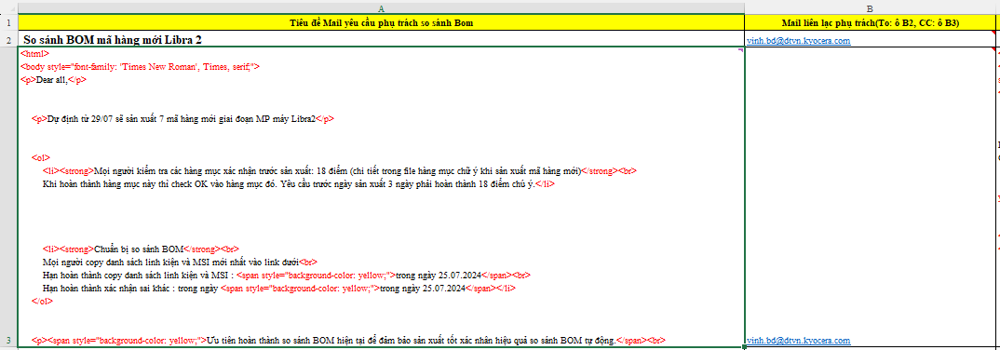 A
B
1
Tiêu đề Mail yêu cầu phụ trách so sánh Bom
Mail liên lạc phụ trách(To: ô B2, CC: ô B3)
2
So sánh BOM mã hàng mới Libra 2
vinh.bd@dtvn.kyocera.com
<html>
<body style="font-family: 'Times New Roman', Times, serif;">
<p>Dear all,</p>
<p>Dự định từ 29/07 sẽ sản xuất 7 mã hàng mới giai đoạn MP máy Libra2</p>
<ol>
<li><strong>Mọi người kiểm tra các hàng mục xác nhận trước sản xuất: 18 điểm (chi tiết trong file hàng mục chữ ý khi sản xuất mã hàng mới)</strong><br>
Khi hoàn thành hàng mục này thì check OK vào hàng mục đó. Yêu cầu trước ngày sản xuất 3 ngày phải hoàn thành 18 điểm chú ý.</li>
<li><strong>Chuẩn bị so sánh BOM</strong><br>
Mọi người copy danh sách linh kiện và MSI mới nhất vào link dưới<br>
Hạn hoàn thành copy danh sách linh kiện và MSI : <span style="background-color: yellow;">trong ngày 25.07.2024</span><br>
Hạn hoàn thành xác nhận sai khác : trong ngày <span style="background-color: yellow;">trong ngày 25.07.2024</span></li>
</ol>
3
<p><span style="background-color: yellow;">Ưu tiên hoàn thành so sánh BOM hiện tại để đảm bảo sản xuất tốt xác nhận hiệu quả so sánh BOM tự động.</span><br>
vinh.bd@dtvn.kyocera.com